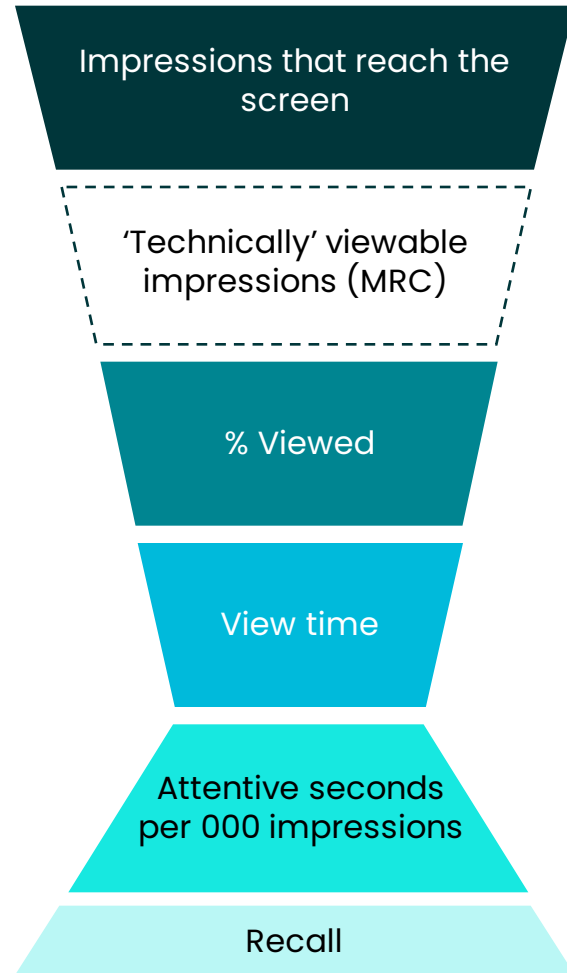 Impressions that reach the
screen
‘Technically’ viewable
impressions (MRC)
% Viewed
View time
Attentive seconds
per 000 impressions
Recall